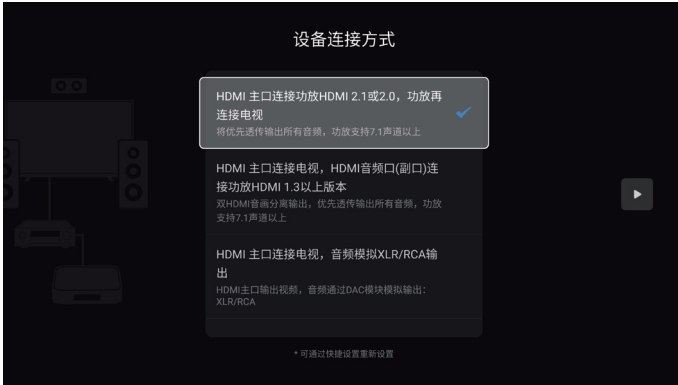 设备连接方式
HDMI 主口连接功放HDMI 2.1或2.0，功放再
连接电视
将优先透传输出所有音频，功放支持7.1声道以上
HDMI 主口连接电视，HDMI音频口(副口)连
接功放HDMI 1.3以上版本
双HDMI音画分离输出，优先透传输出所有音频，功放
支持7.1声道以上
HDMI 主口连接电视，音频模拟XLR/RCA输
出
HDMI主口输出视频，音频通过DAC模块模拟输出：
XLR/RCA
* 可通过快捷设置重新设置